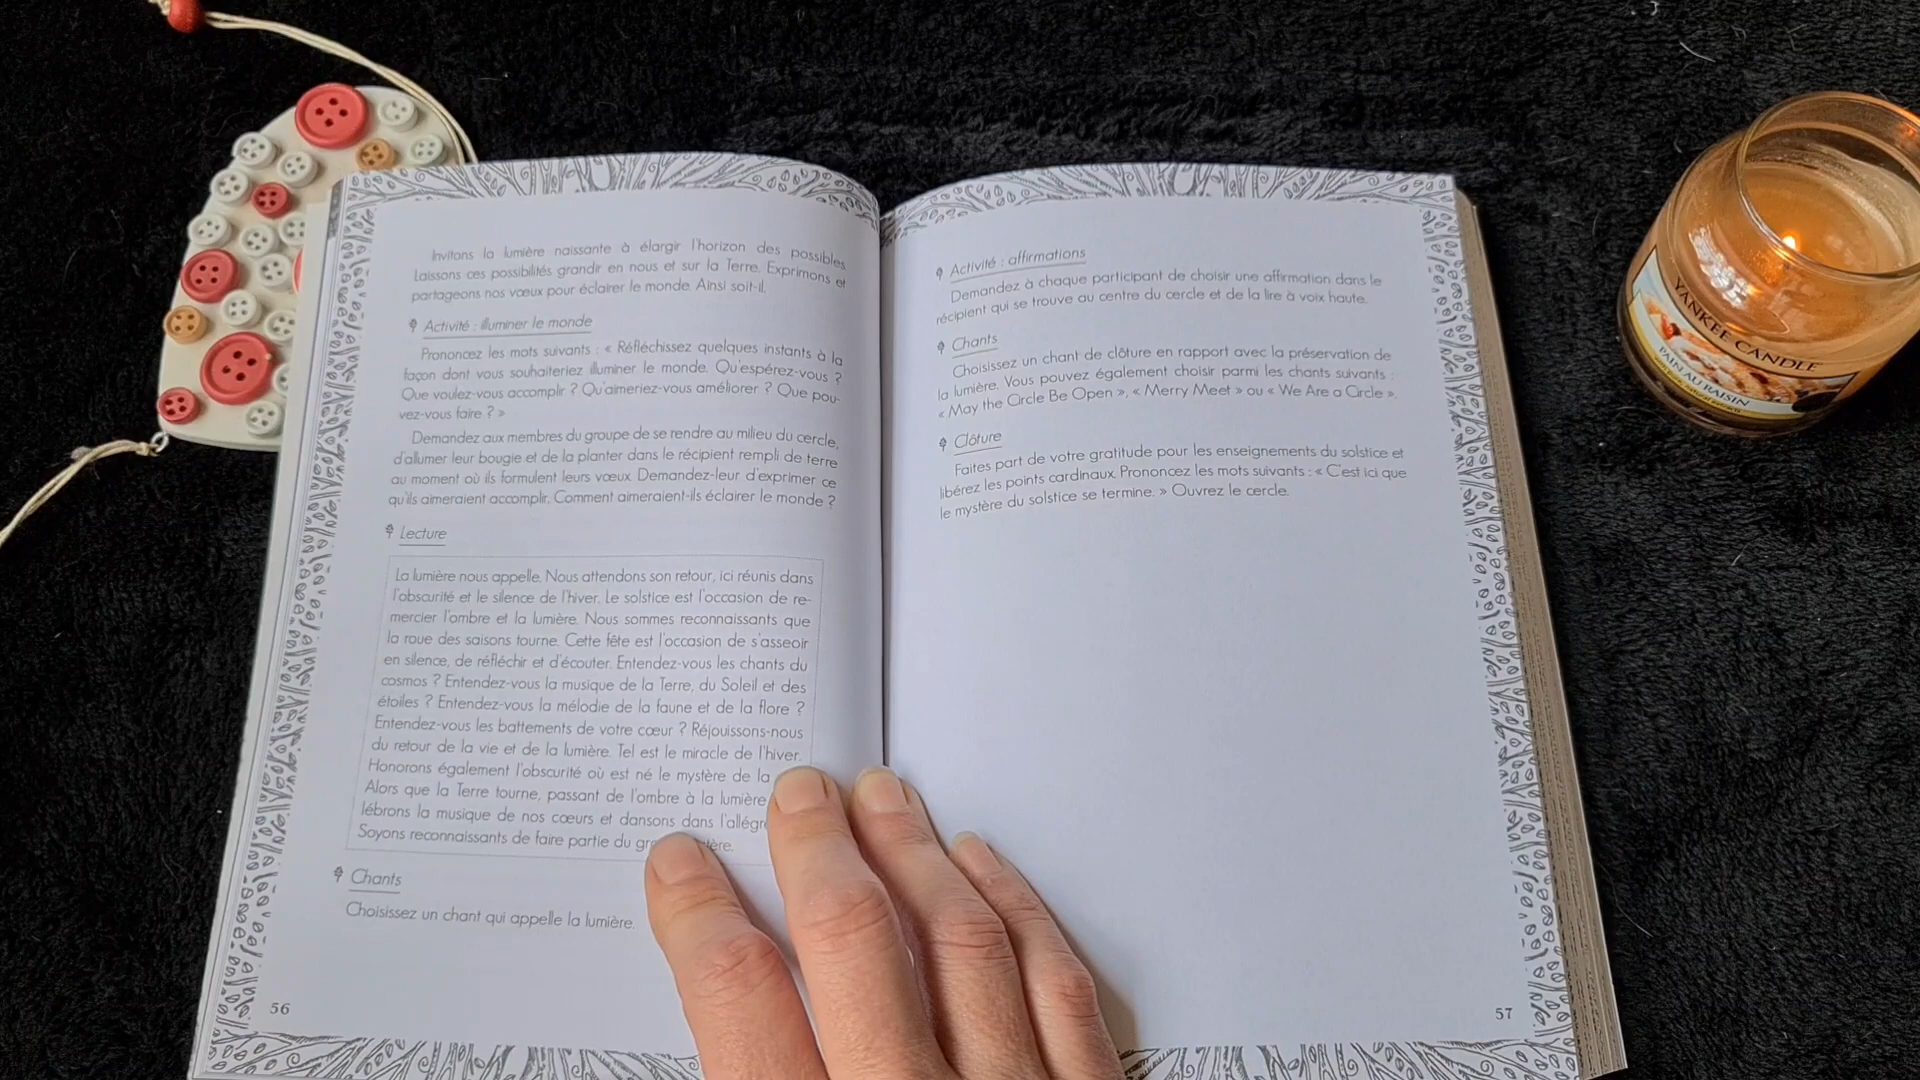 Invitons la lumière naissante à élargir l'horizon des possibles
Laissons ces possibilités grandir en nous et sur la Terre. Exprimons et
partageons nos vœux pour éclairer le monde. Ainsi soit-il.
Activité : illuminer le monde
Prononcez les mots suivants : « Réfléchissez quelques instants à la
façon dont vous souhaiteriez illuminer le monde. Qu'espérez-vous ?
Que voulez-vous accomplir ? Qu'aimeriez-vous améliorer ? Que pou-
vez-vous faire ? »
Demandez aux membres du groupe de se rendre au milieu du cercle,
d'allumer leur bougie et de la planter dans le récipient rempli de terre
au moment où ils formulent leurs vœux. Demandez-leur d'exprimer ce
qu'ils aimeraient accomplir. Comment aimeraient-ils éclairer le monde ?
Lecture
La lumière nous appelle. Nous attendons son retour, ici réunis dans
l'obscurité et le silence de l'hiver. Le solstice est l'occasion de re-
mercier l'ombre et la lumière. Nous sommes reconnaissants que
la roue des saisons tourne. Cette fête est l'occasion de s'asseoir
en silence, de réfléchir et d'écouter. Entendez-vous les chants du
cosmos ? Entendez-vous la musique de la Terre, du Soleil et des
étoiles ? Entendez-vous la mélodie de la faune et de la flore ?
Entendez-vous les battements de votre cœur ? Réjouissons-nous
du retour de la vie et de la lumière. Tel est le miracle de l'hiver.
Honorons également l'obscurité où est né le mystère de la
Alors que la Terre tourne, passant de l'ombre à la lumière
lébrons la musique de nos cœurs et dansons dans l'allégr
Soyons reconnaissants de faire partie du
Chants
Choisissez un chant qui appelle la lumière.
56
Activité : affirmations
Demandez à chaque participant de choisir une affirmation dans le
récipient qui se trouve au centre du cercle et de la lire à voix haute.
Chants
Choisissez un chant de clôture en rapport avec la préservation de
la lumière. Vous pouvez également choisir parmi les chants suivants :
« May the Circle Be Open », « Merry Meet » ou « We Are a Circle ».
Clôture
Faites part de votre gratitude pour les enseignements du solstice et
libérez les points cardinaux. Prononcez les mots suivants : « C'est ici que
le mystère du solstice se termine. » Ouvrez le cercle.
57
YANKEE CANDLE
PAIN AU RAISIN